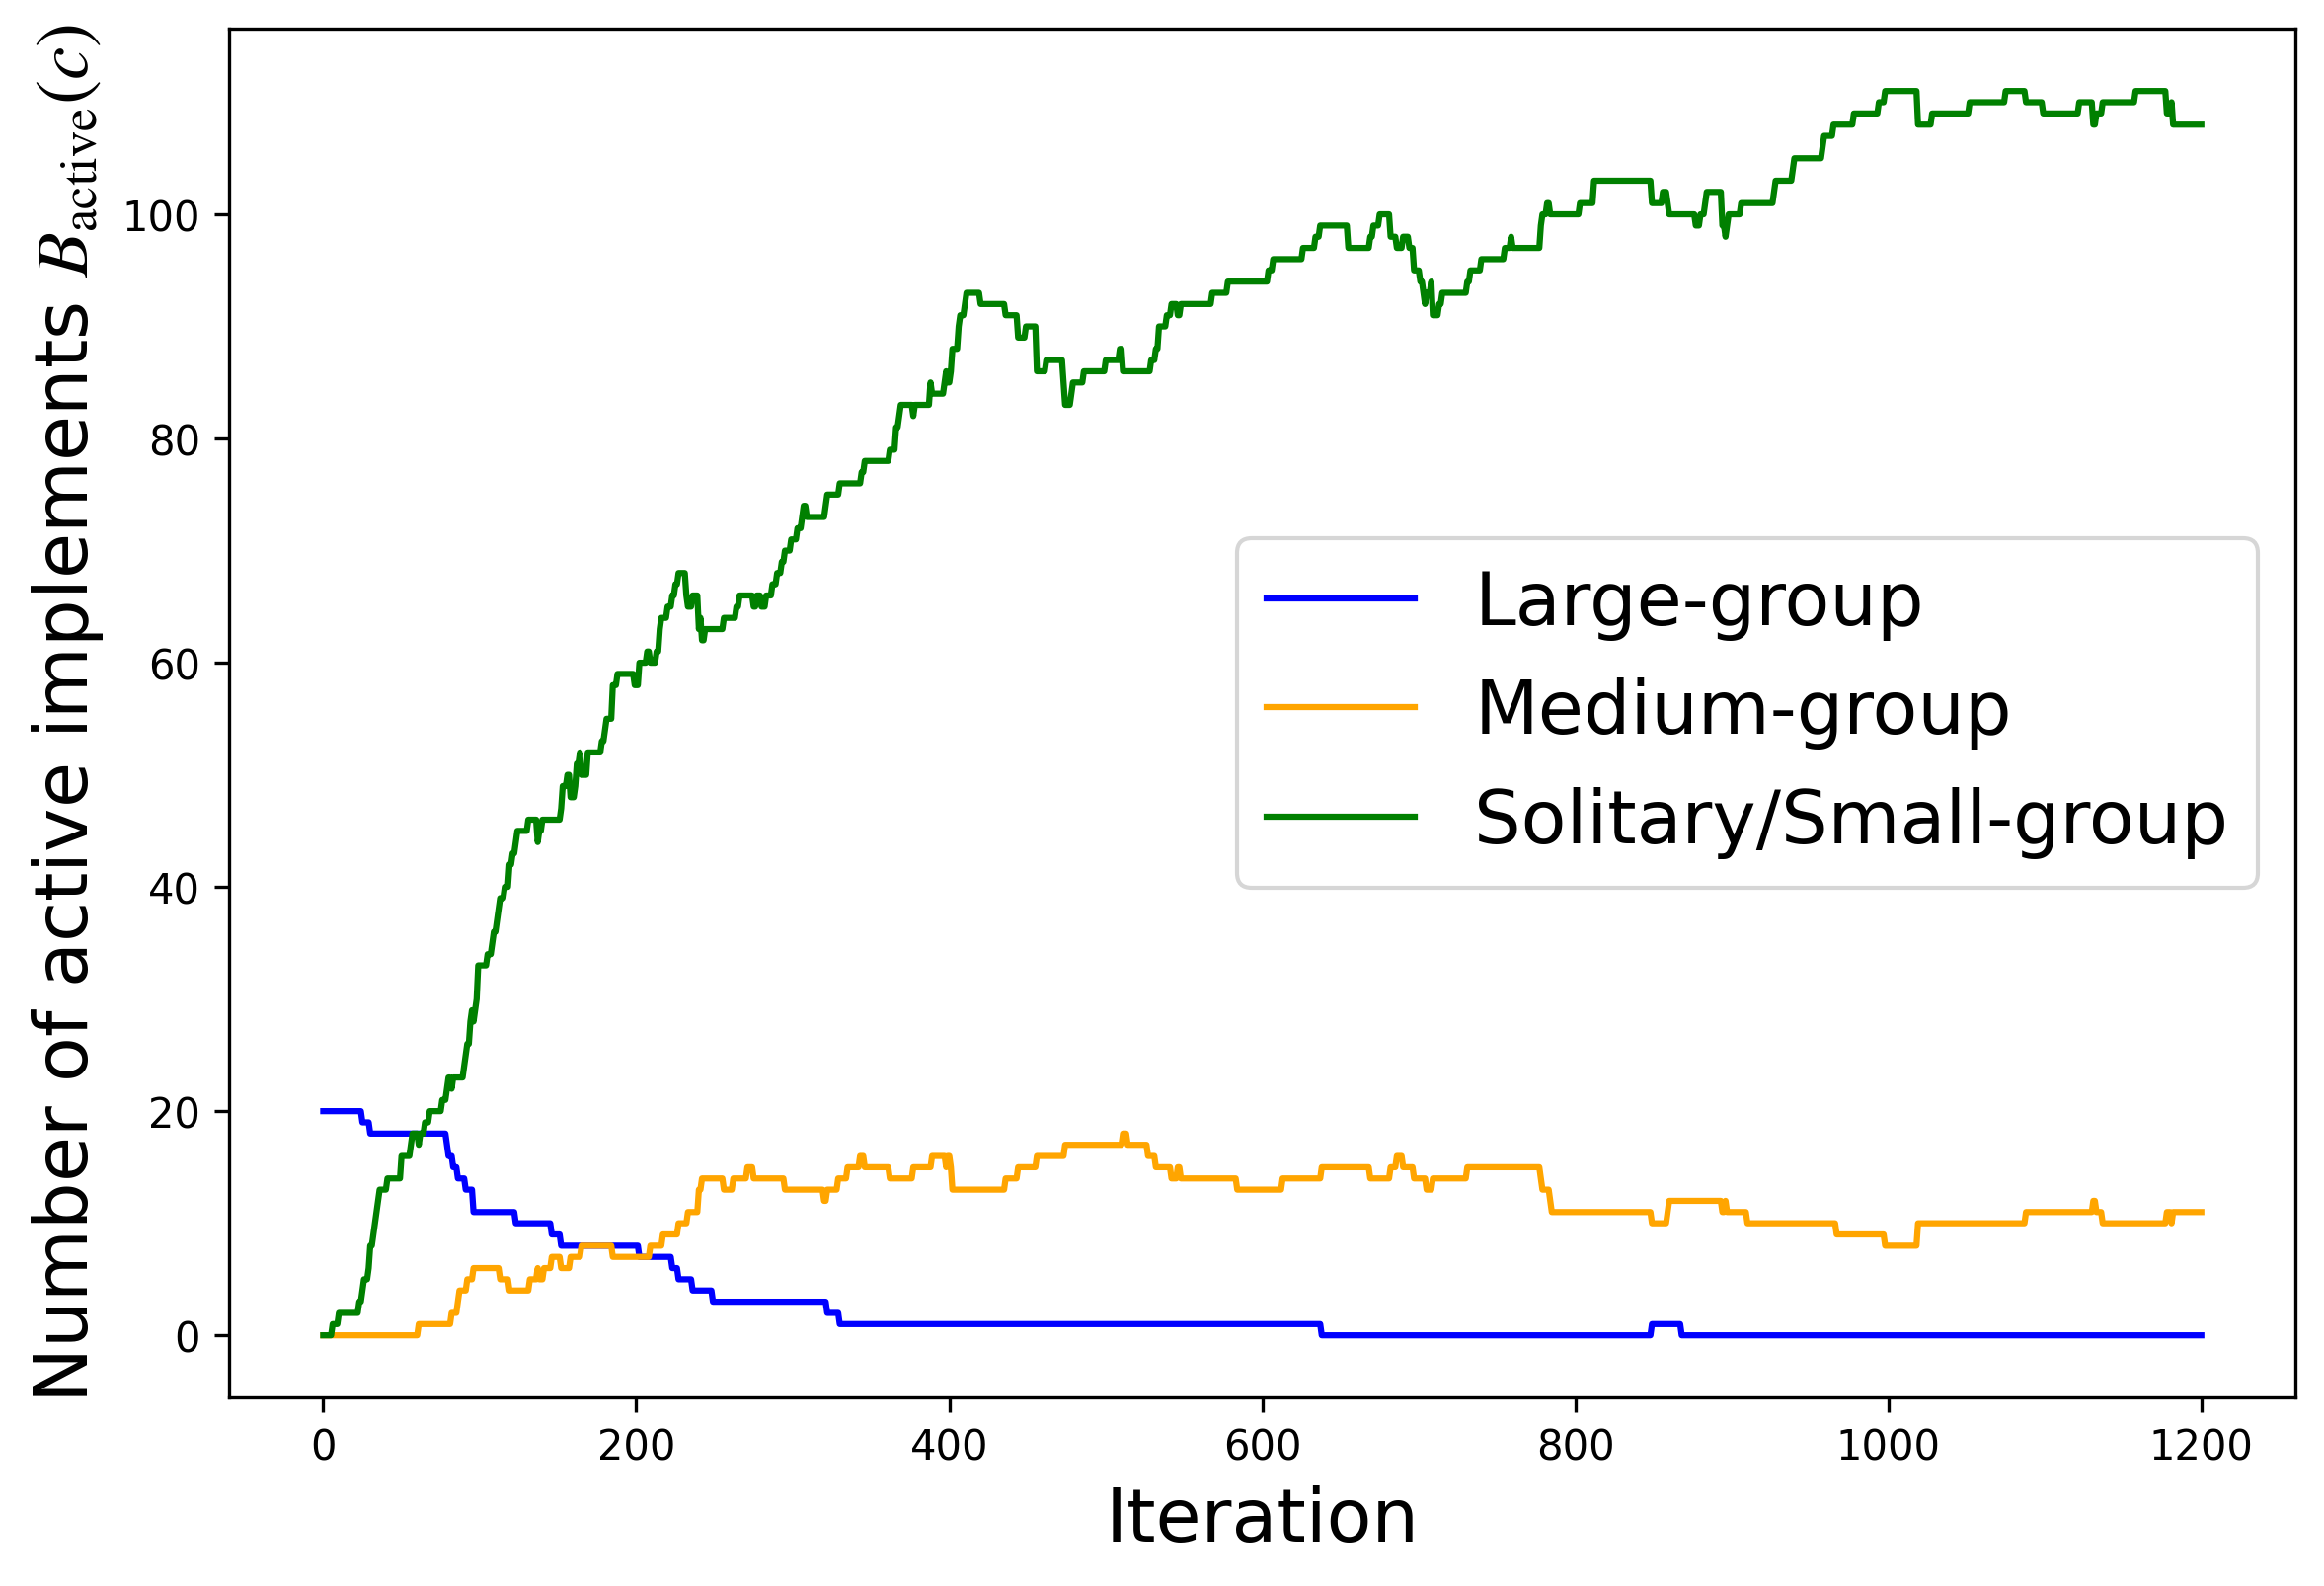 Number of active implements B_active(c)
100
80
60
40
20
0
Large-group
Medium-group
Solitary/Small-group
0 200 400 600 800 1000 1200
Iteration